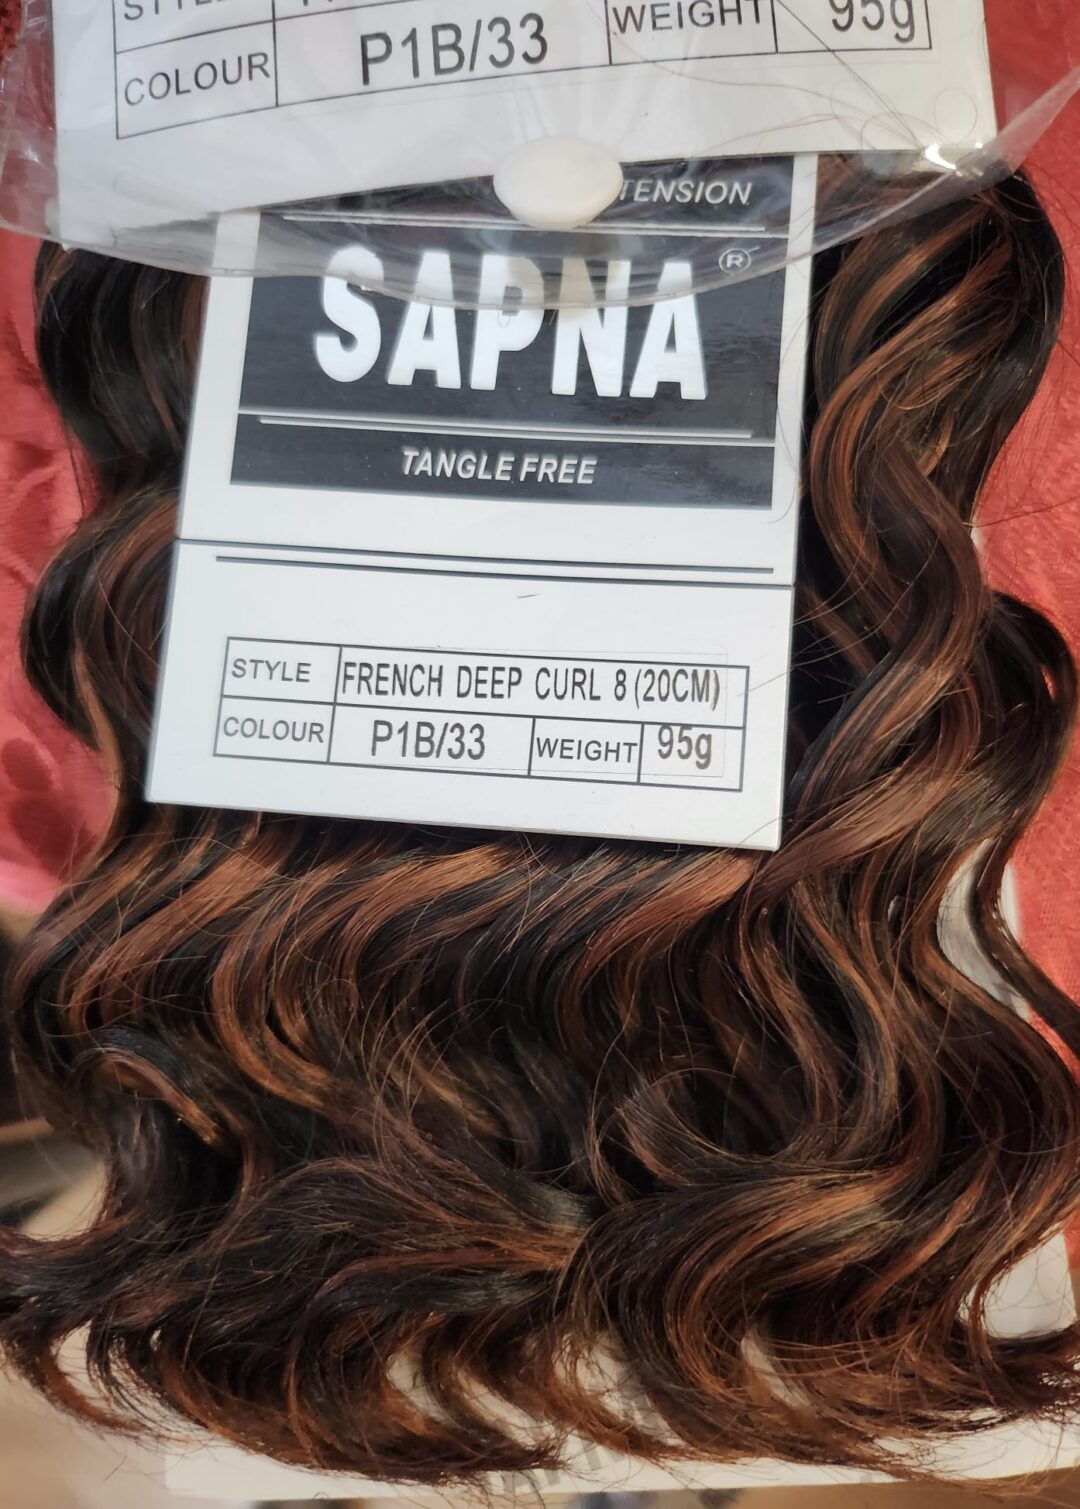 WEIGHT 95g
COLOUR P1B/33
TENSION
SAPNA ®
TANGLE FREE
STYLE FRENCH DEEP CURL 8 (20CM)
COLOUR P1B/33 WEIGHT 95g